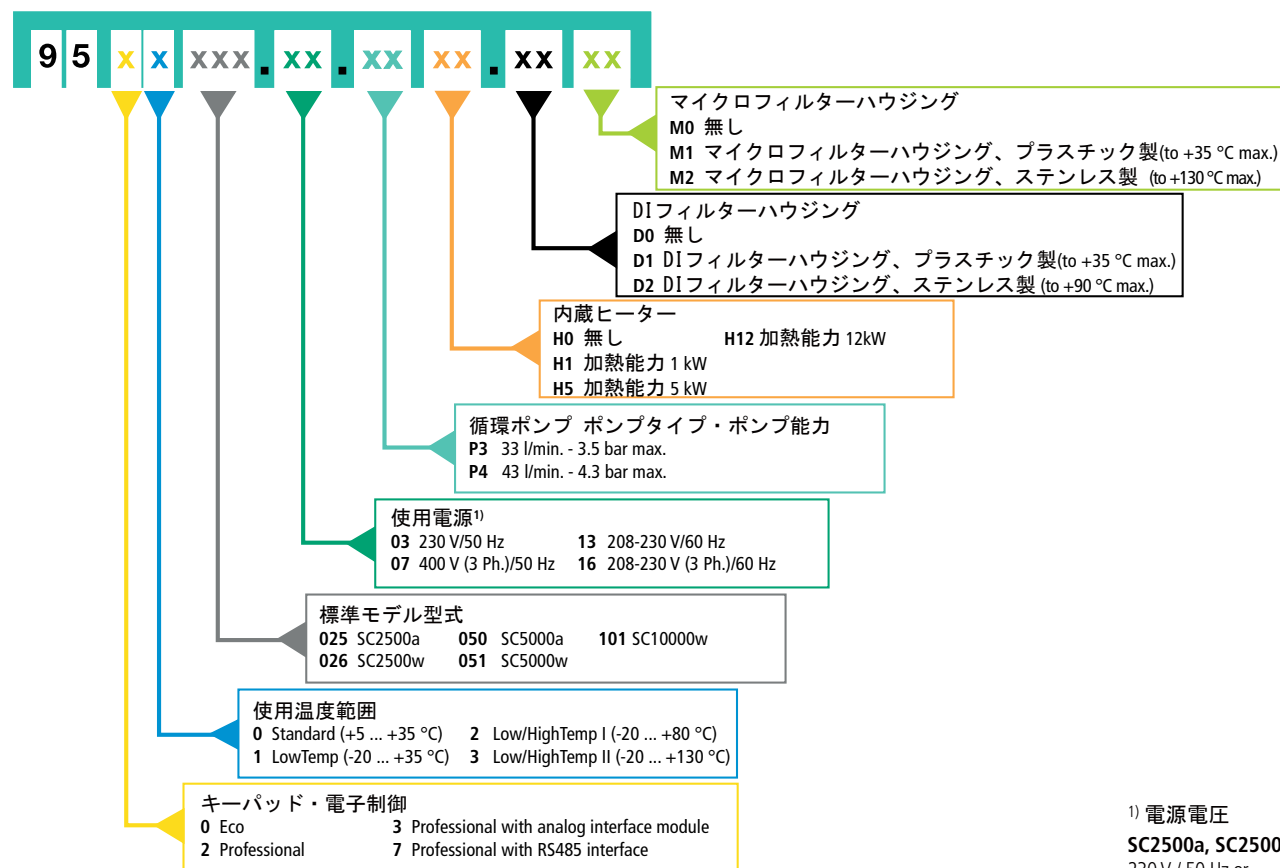 95 x x xxx.xx.xx xx.xx xx
マイクロフィルターハウジング
M0 無し
M1 マイクロフィルターハウジング、プラスチック製(to +35 °C max.)
M2 マイクロフィルターハウジング、ステンレス製 (to +130 °C max.)
DIフィルターハウジング
D0 無し
D1 DIフィルターハウジング、プラスチック製(to +35 °C max.)
D2 DIフィルターハウジング、ステンレス製 (to +90 °C max.)
内蔵ヒーター
H0 無し H12 加熱能力 12kW
H1 加熱能力 1 kW
H5 加熱能力 5 kW
循環ポンプ ポンプタイプ・ポンプ能力
P3 33 l/min. - 3.5 bar max.
P4 43 l/min. - 4.3 bar max.
使用電源1)
03 230 V/50 Hz 13 208-230 V/60 Hz
07 400 V (3 Ph.)/50 Hz 16 208-230 V (3 Ph.)/60 Hz
標準モデル型式
025 SC2500a 050 SC5000a 101 SC10000w
026 SC2500w 051 SC5000w
使用温度範囲
0 Standard (+5 ... +35 °C) 2 Low/HighTemp I (-20 ... +80 °C)
1 LowTemp (-20 ... +35 °C) 3 Low/HighTemp II (-20 ... +130 °C)
キーパッド・電子制御
0 Eco 3 Professional with analog interface module
2 Professional 7 Professional with RS485 interface
1) 電源電圧
SC2500a, SC2500
230 V / 50 Hz or